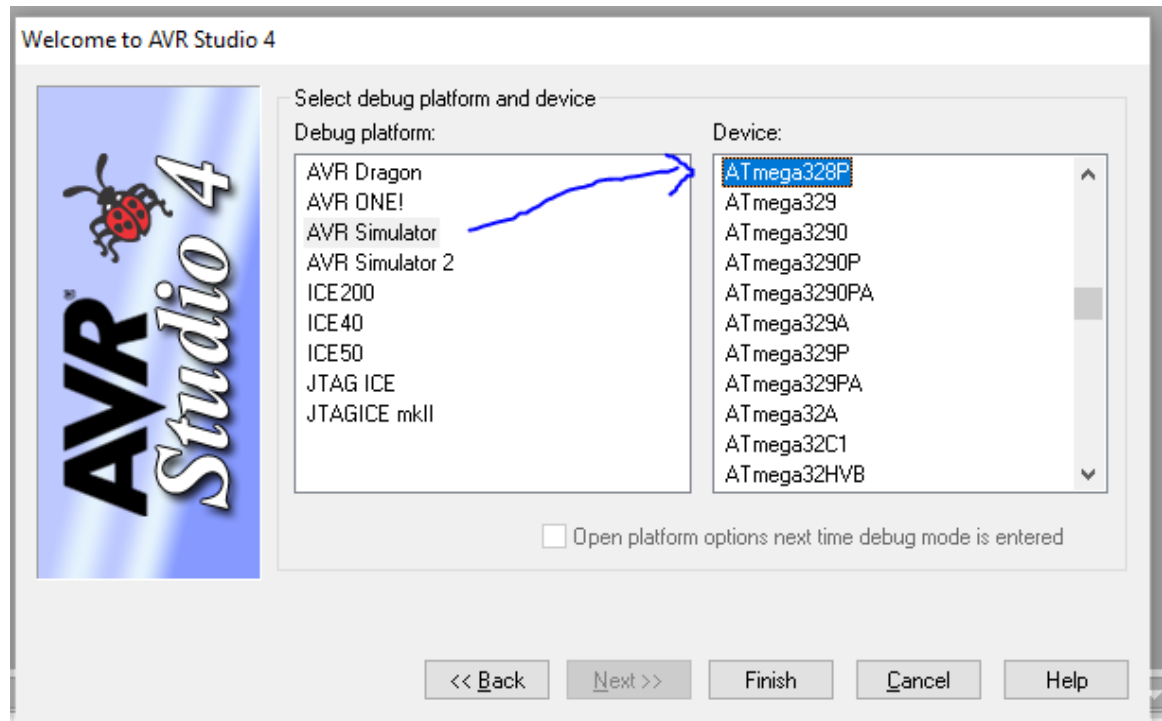 Welcome to AVR Studio 4
AVR Studio 4
Select debug platform and device
Debug platform:
AVR Dragon
AVR ONE!
AVR Simulator
AVR Simulator 2
ICE200
ICE40
ICE50
JTAG ICE
JTAGICE mkII
Device:
ATmega328P
ATmega329
ATmega3290
ATmega3290P
ATmega3290PA
ATmega329A
ATmega329P
ATmega329PA
ATmega32A
ATmega32C1
ATmega32HVB
Open platform options next time debug mode is entered
<< Back Next >> Finish Cancel Help